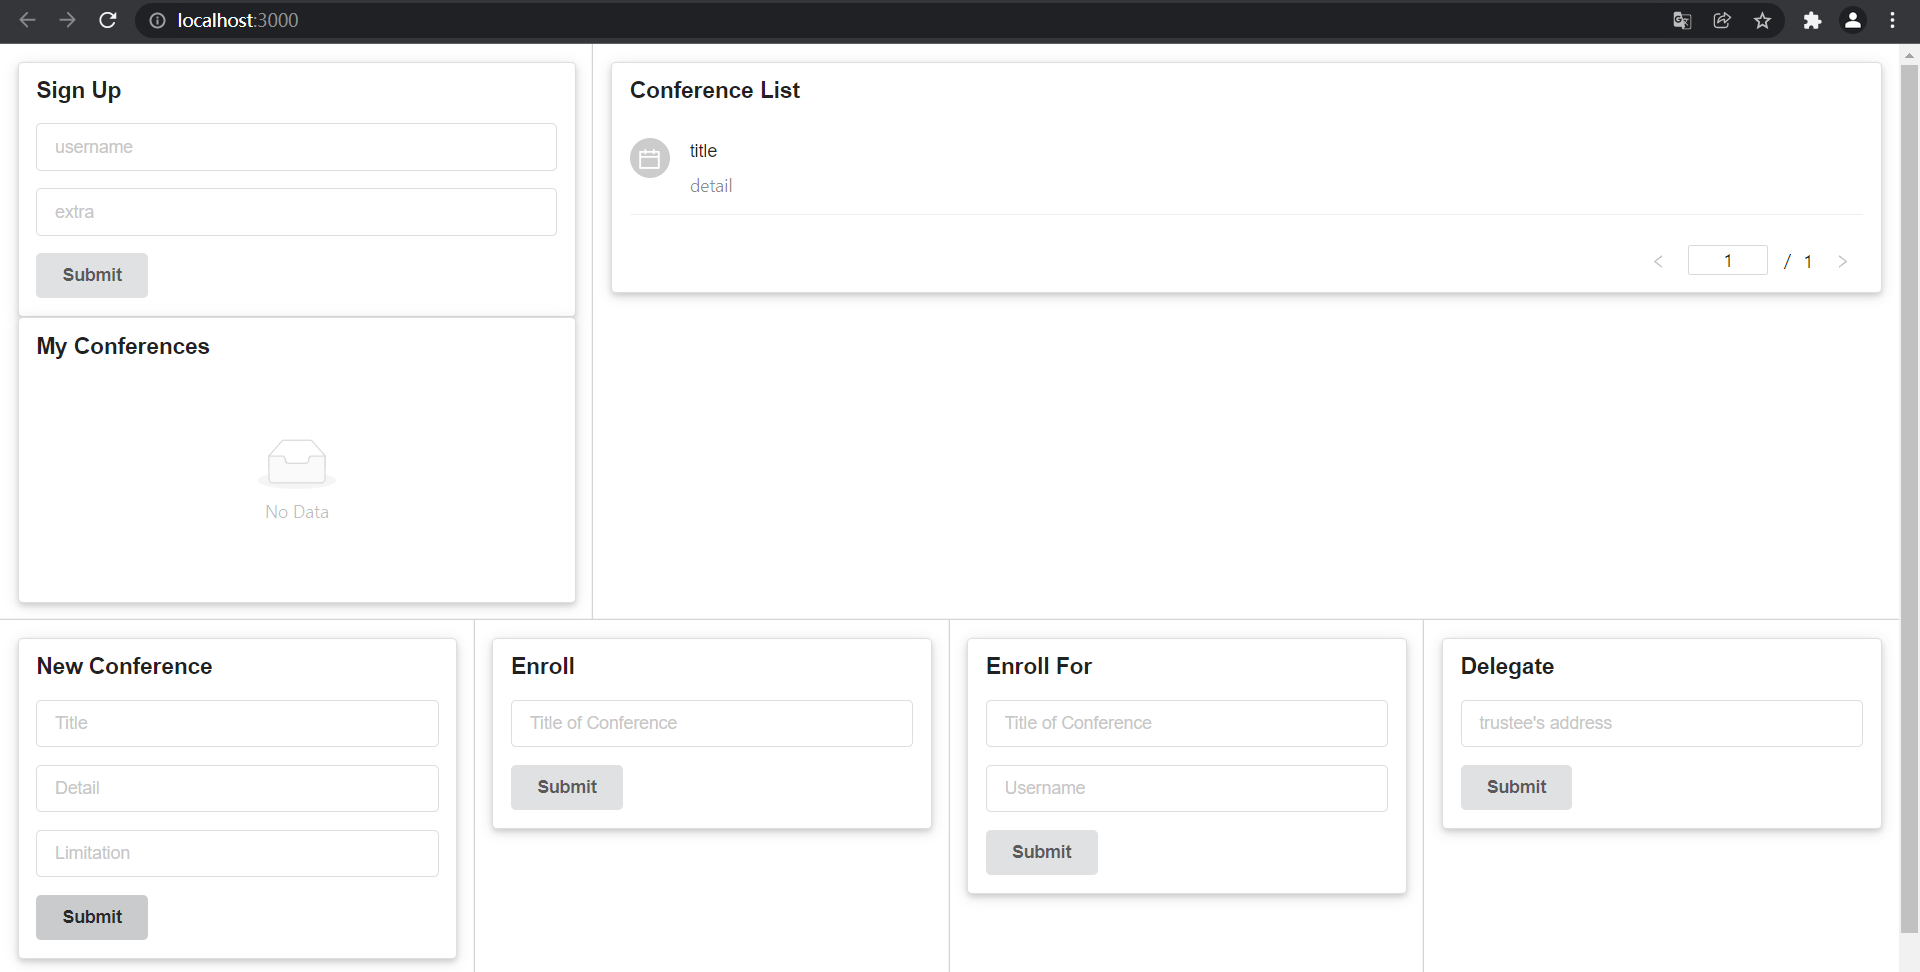 localhost:3000
Sign Up
username
extra
Submit
My Conferences
No Data
Conference List
title
detail
< 1 / 1 >
New Conference
Title
Detail
Limitation
Submit
Enroll
Title of Conference
Submit
Enroll For
Title of Conference
Username
Submit
Delegate
trustee's address
Submit